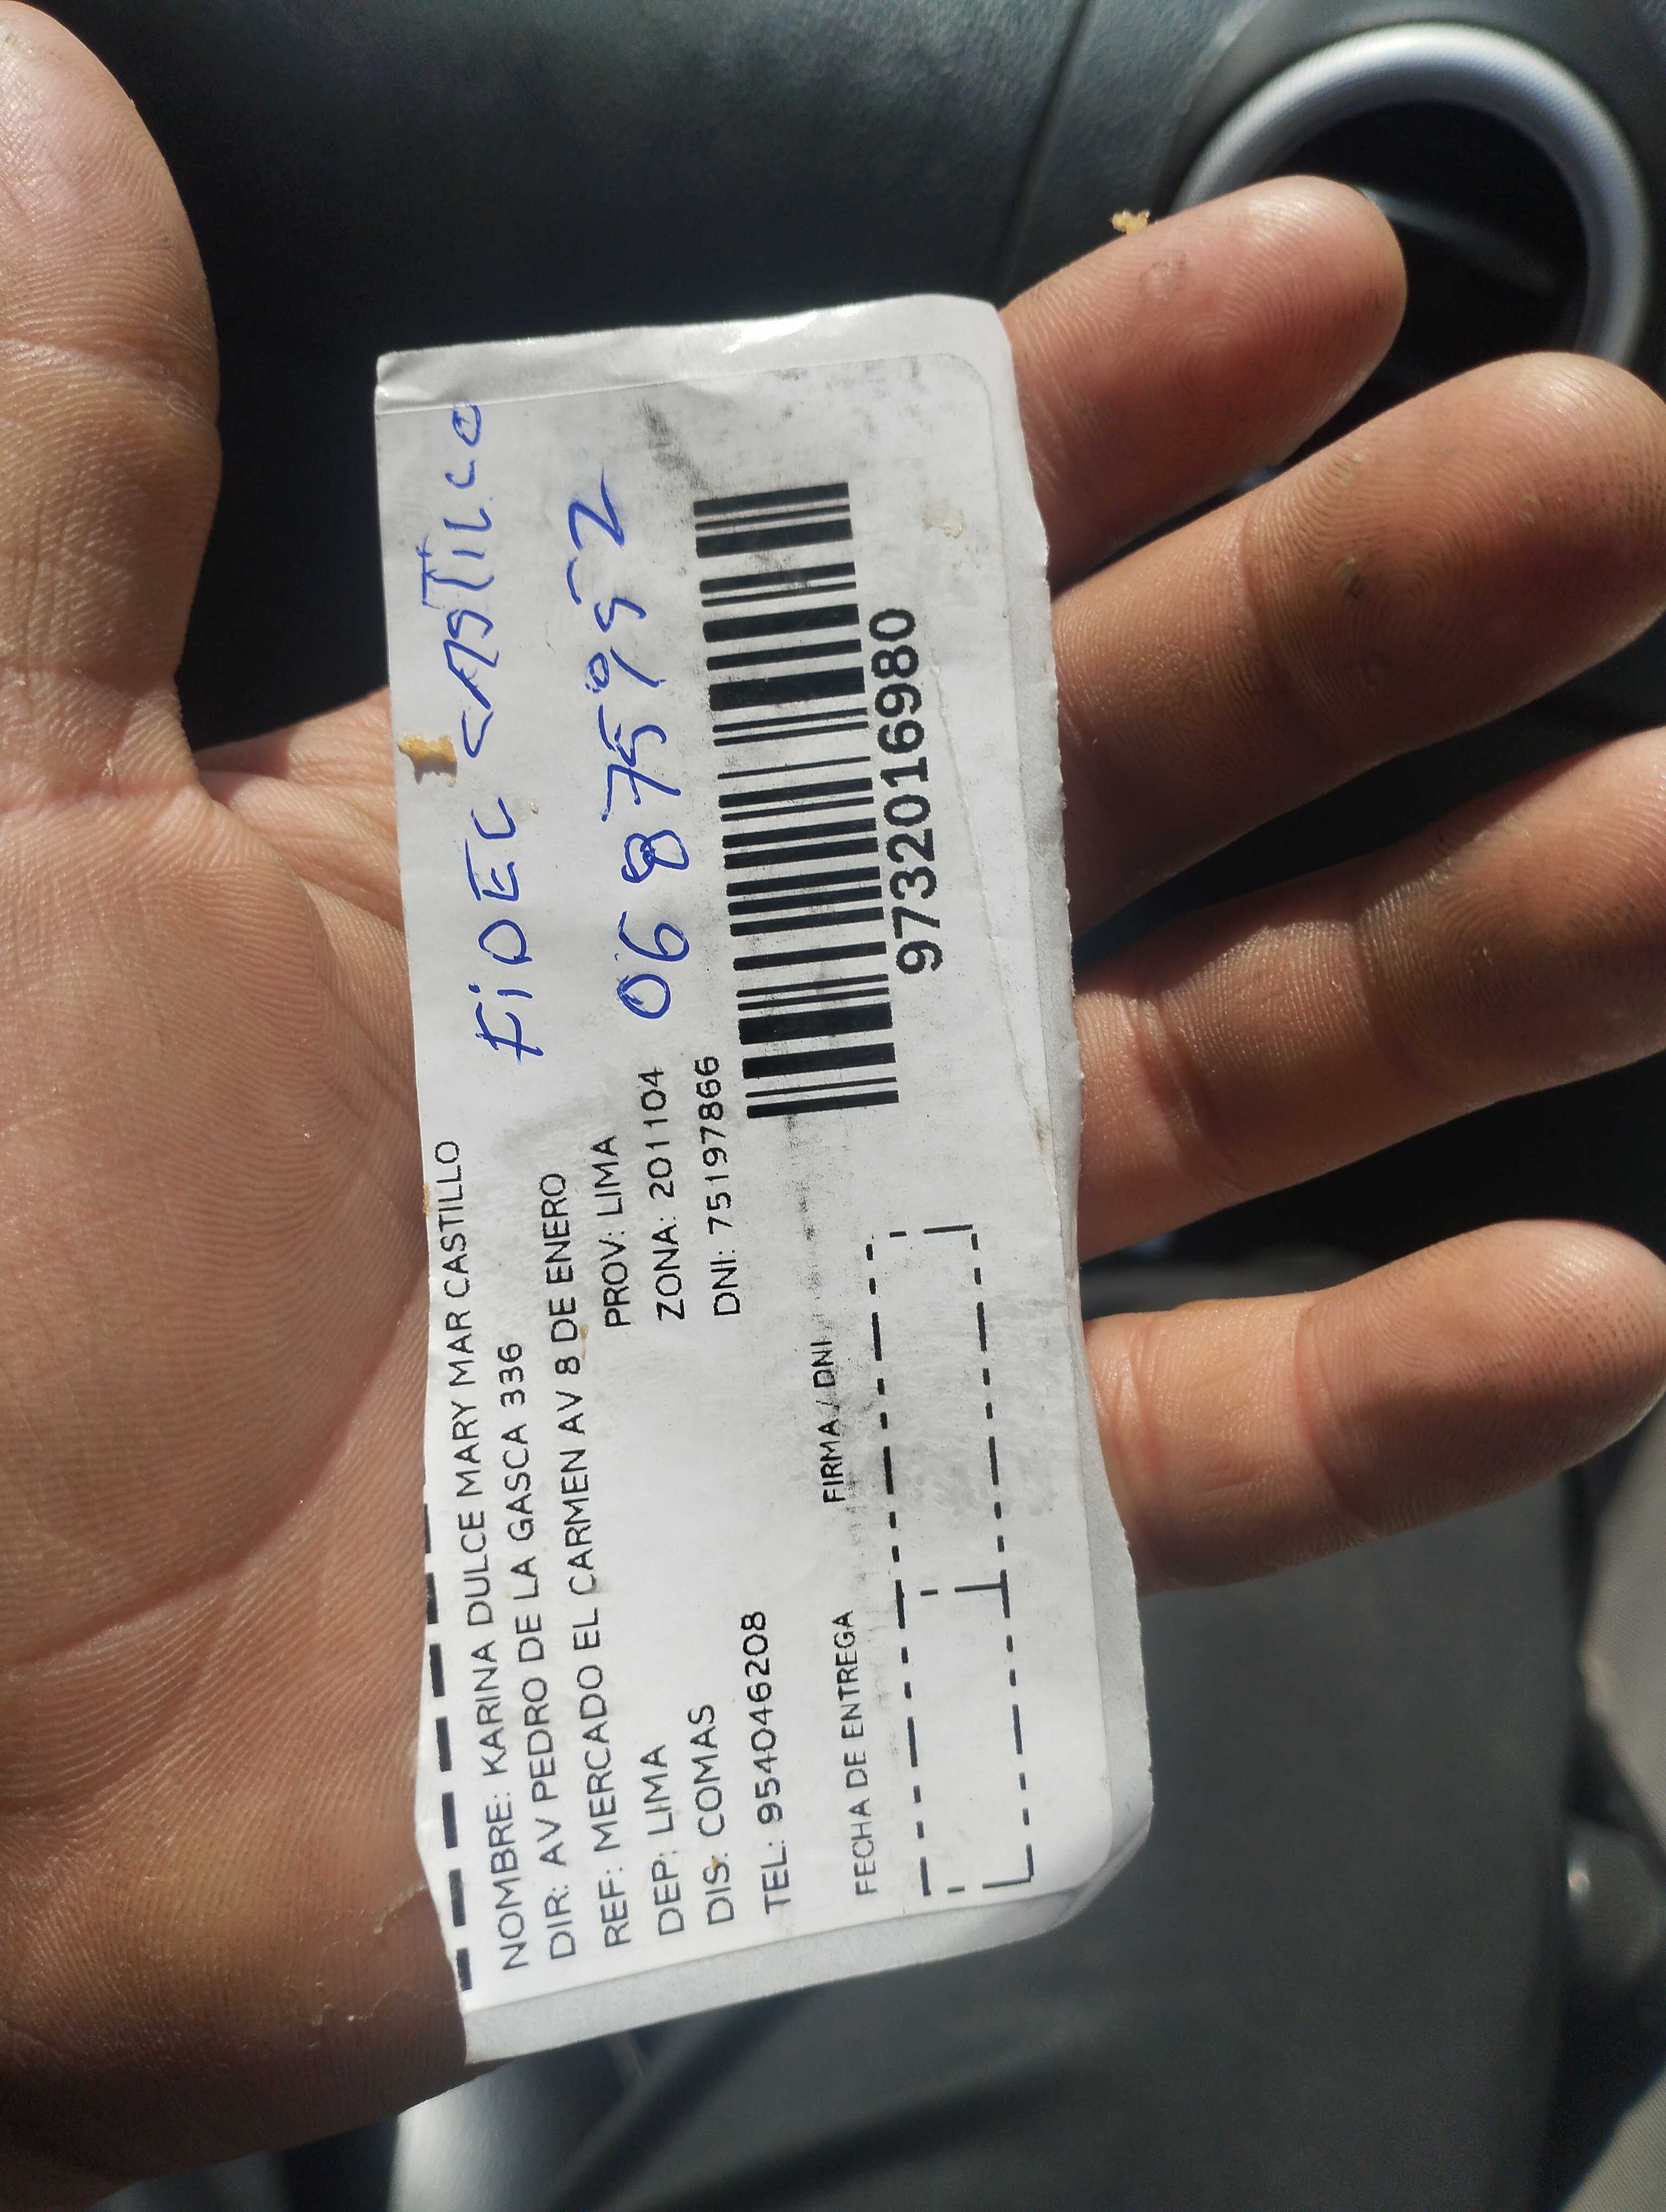 NOMBRE: KARINA DULCE MARY MAR CASTILLO
DIR: AV PEDRO DE LA GASCA 336
REF: MERCADO EL CARMEN AV 8 DE ENERO
DEP: LIMA PROV: LIMA
DIS: COMAS ZONA: 201104
TEL: 954046208 DNI: 75197866
FIDEL CASTILLO
06875952
9732016980
FECHA DE ENTREGA FIRMA / DNI